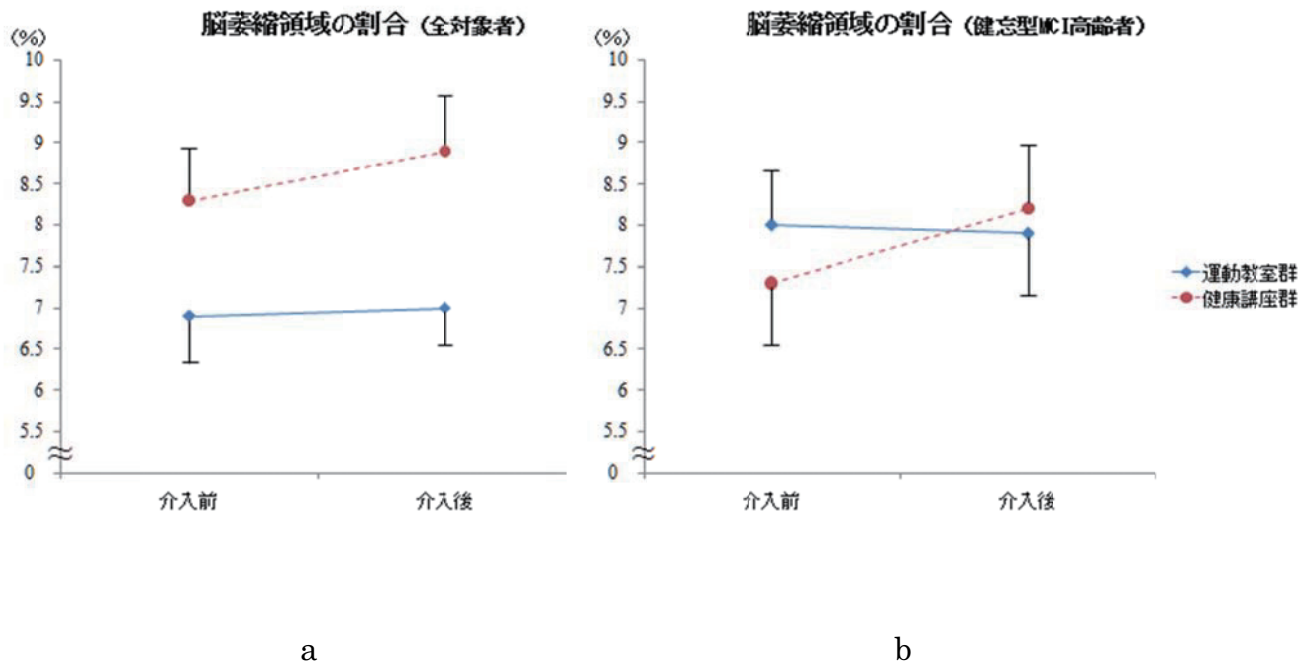 脳萎縮領域の割合（全対象者）
（%）
10
9.5
9
8.5
8
7.5
7
6.5
6
5.5
0
介入前
介入後
a
脳萎縮領域の割合（健忘型MCI高齢者）
（%）
10
9.5
9
8.5
8
7.5
7
6.5
6
5.5
0
介入前
介入後
運動教室群
健康講座群
b